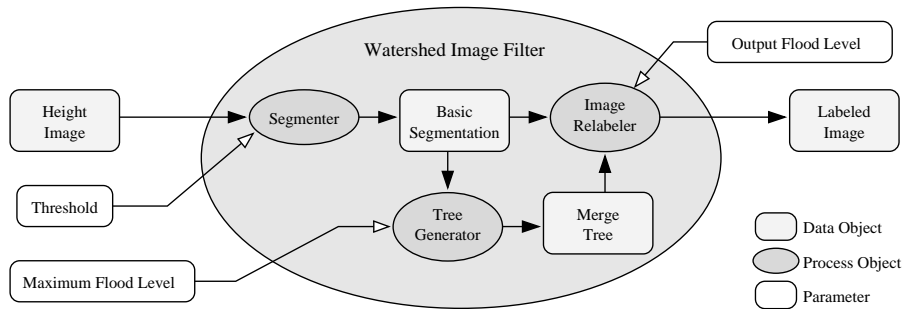 Watershed Image Filter
Output Flood Level
Height
Image
Segmenter
Basic
Segmentation
Image
Relabeler
Labeled
Image
Threshold
Tree
Generator
Merge
Tree
Maximum Flood Level
Data Object
Process Object
Parameter